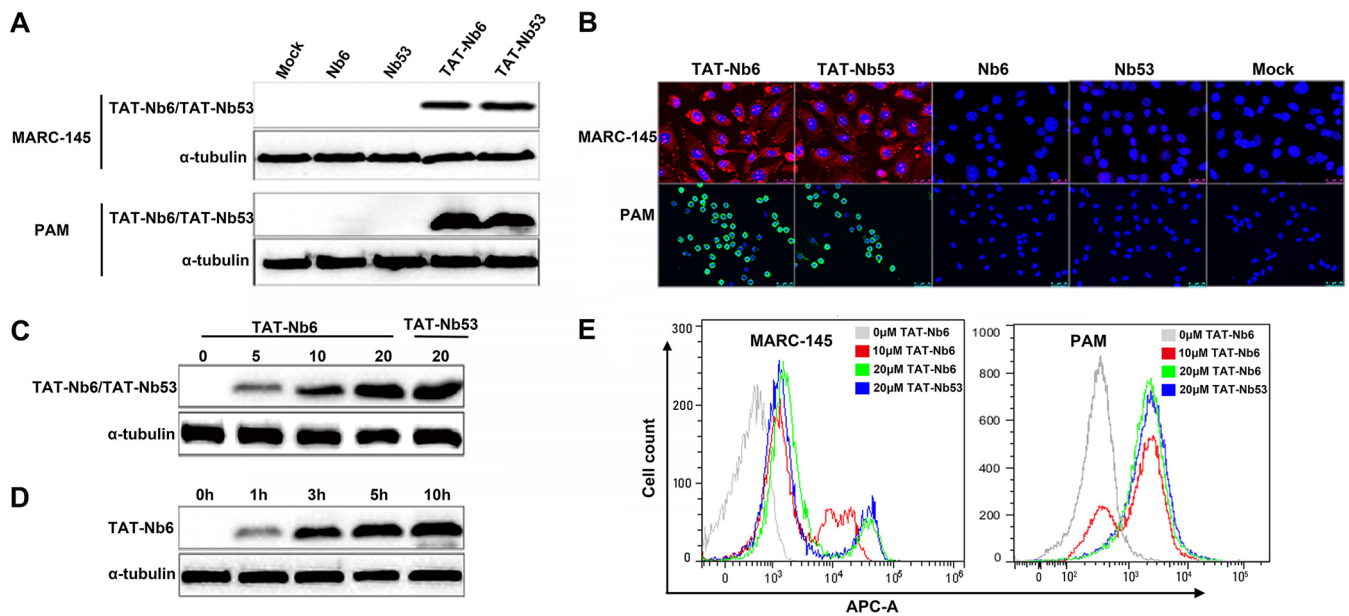 A
Mock Nb6 Nb53 TAT-Nb6 TAT-Nb53
MARC-145
TAT-Nb6/TAT-Nb53
α-tubulin
PAM
TAT-Nb6/TAT-Nb53
α-tubulin
B
TAT-Nb6 TAT-Nb53 Nb6 Nb53 Mock
MARC-145
PAM
C
TAT-Nb6 TAT-Nb53
0 5 10 20 20
TAT-Nb6/TAT-Nb53
α-tubulin
D
0h 1h 3h 5h 10h
TAT-Nb6
α-tubulin
E
Cell count
300
200
100
0
MARC-145
0μM TAT-Nb6
10μM TAT-Nb6
20μM TAT-Nb6
20μM TAT-Nb53
0 10³ 10⁴ 10⁵ 10⁶
1000
800
600
400
200
0
PAM
0μM TAT-Nb6
10μM TAT-Nb6
20μM TAT-Nb6
20μM TAT-Nb53
0 10² 10³ 10⁴ 10⁵
APC-A